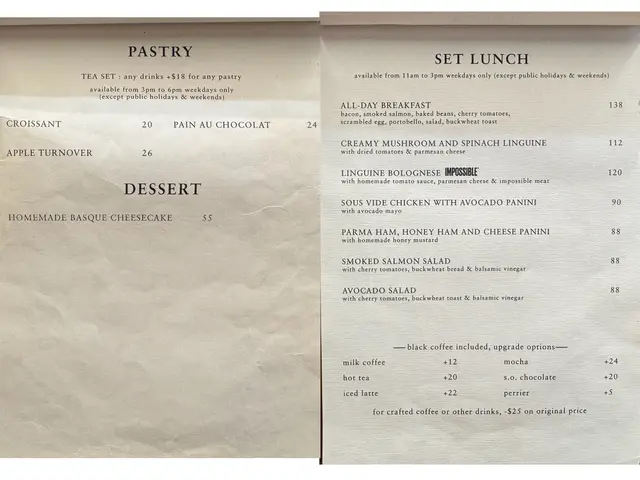 PASTRY
TEA SET : any drinks +$18 for any pastry
available from 3pm to 6pm weekdays only
(except public holidays & weekends)
CROISSANT 20 PAIN AU CHOCOLAT 24
APPLE TURNOVER 26
DESSERT
HOMEMADE BASQUE CHEESECAKE 55
SET LUNCH
available from 11am to 3pm weekdays only (except public holidays & weekends)
ALL-DAY BREAKFAST 138
bacon, smoked salmon, baked beans, cherry tomatoes,
scrambled egg, portobello, salad, buckwheat toast
CREAMY MUSHROOM AND SPINACH LINGUINE 112
with dried tomatoes & parmesan cheese
LINGUINE BOLOGNESE IMPOSSIBLE 120
with homemade tomato sauce, parmesan cheese & impossible meat
SOUS VIDE CHICKEN WITH AVOCADO PANINI 90
with avocado mayo
PARMA HAM, HONEY HAM AND CHEESE PANINI 88
with homemade honey mustard
SMOKED SALMON SALAD 88
with cherry tomatoes, buckwheat bread & balsamic vinegar
AVOCADO SALAD 88
with cherry tomatoes, buckwheat toast & balsamic vinegar
—black coffee included, upgrade options—
milk coffee +12 mocha +24
hot tea +20 s.o. chocolate +20
iced latte +22 perrier +5
for crafted coffee or other drinks, -$25 on original price